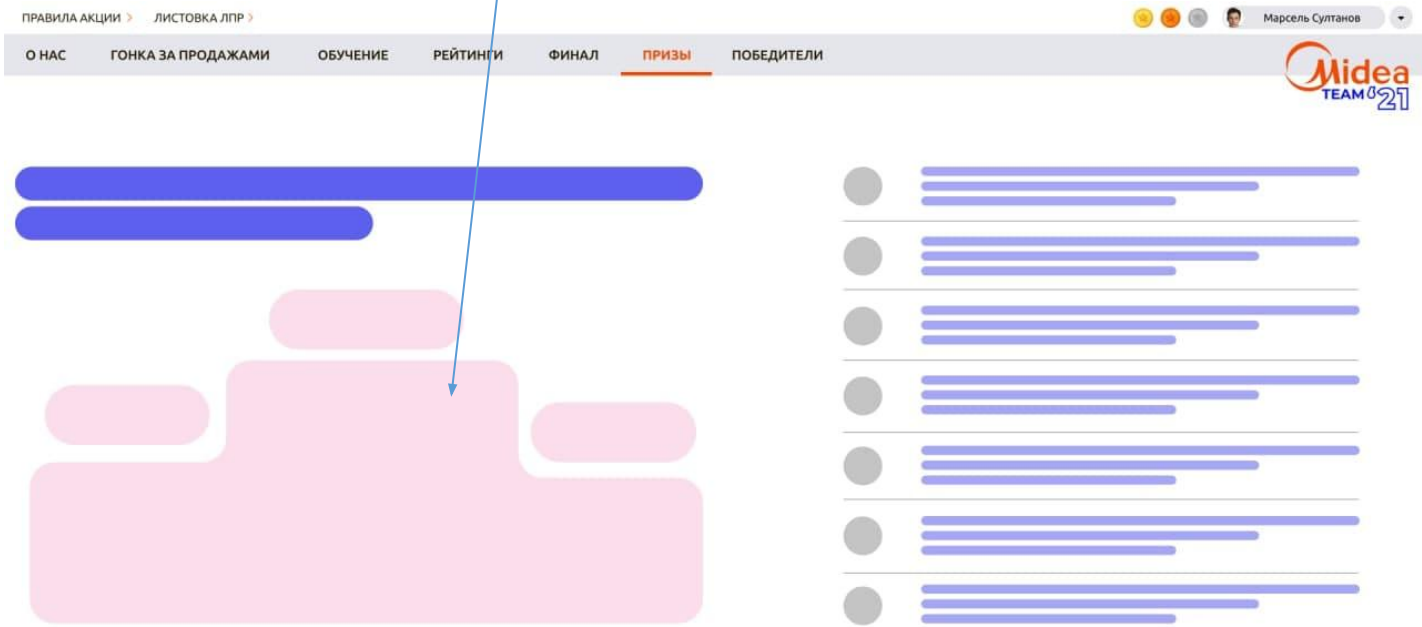 ПРАВИЛА АКЦИИ > ЛИСТОВКА ЛПР >
Марсель Султанов
О НАС ГОНКА ЗА ПРОДАЖАМИ ОБУЧЕНИЕ РЕЙТИНГИ ФИНАЛ ПРИЗЫ ПОБЕДИТЕЛИ
Midea
TEAM '21